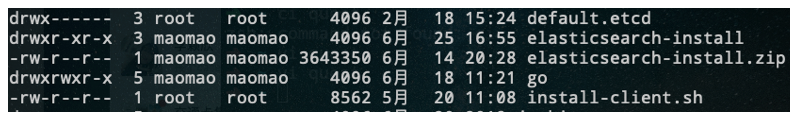 drwx------ 3 root root 4096 2月 18 15:24 default.etcd
drwxr-xr-x 3 maomao maomao 4096 6月 25 16:55 elasticsearch-install
-rw-r--r-- 1 maomao maomao 3643350 6月 14 20:28 elasticsearch-install.zip
drwxrwxr-x 5 maomao maomao 4096 6月 18 11:21 go
-rw-r--r-- 1 root root 8562 5月 20 11:08 install-client.sh